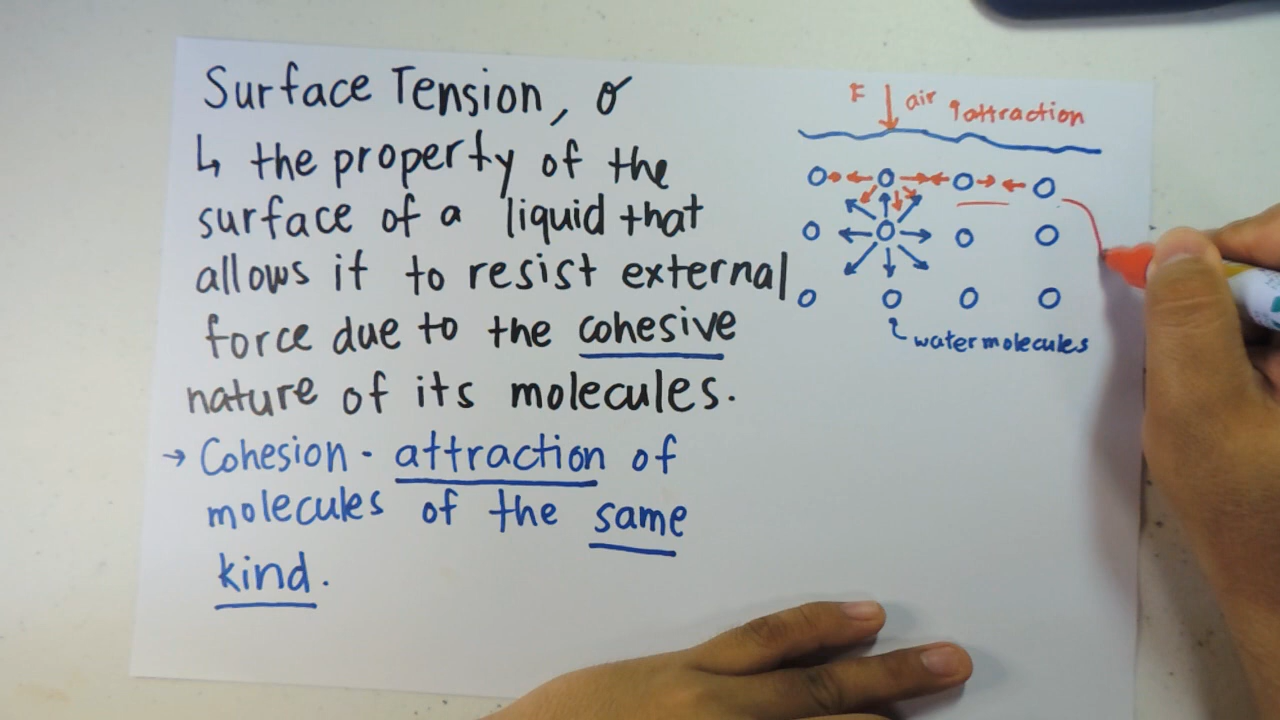 Surface Tension, σ
↳ the property of the
surface of a liquid that
allows it to resist external
force due to the cohesive
nature of its molecules.
→ Cohesion - attraction of
molecules of the same
kind.
F air ↑attraction
water molecules